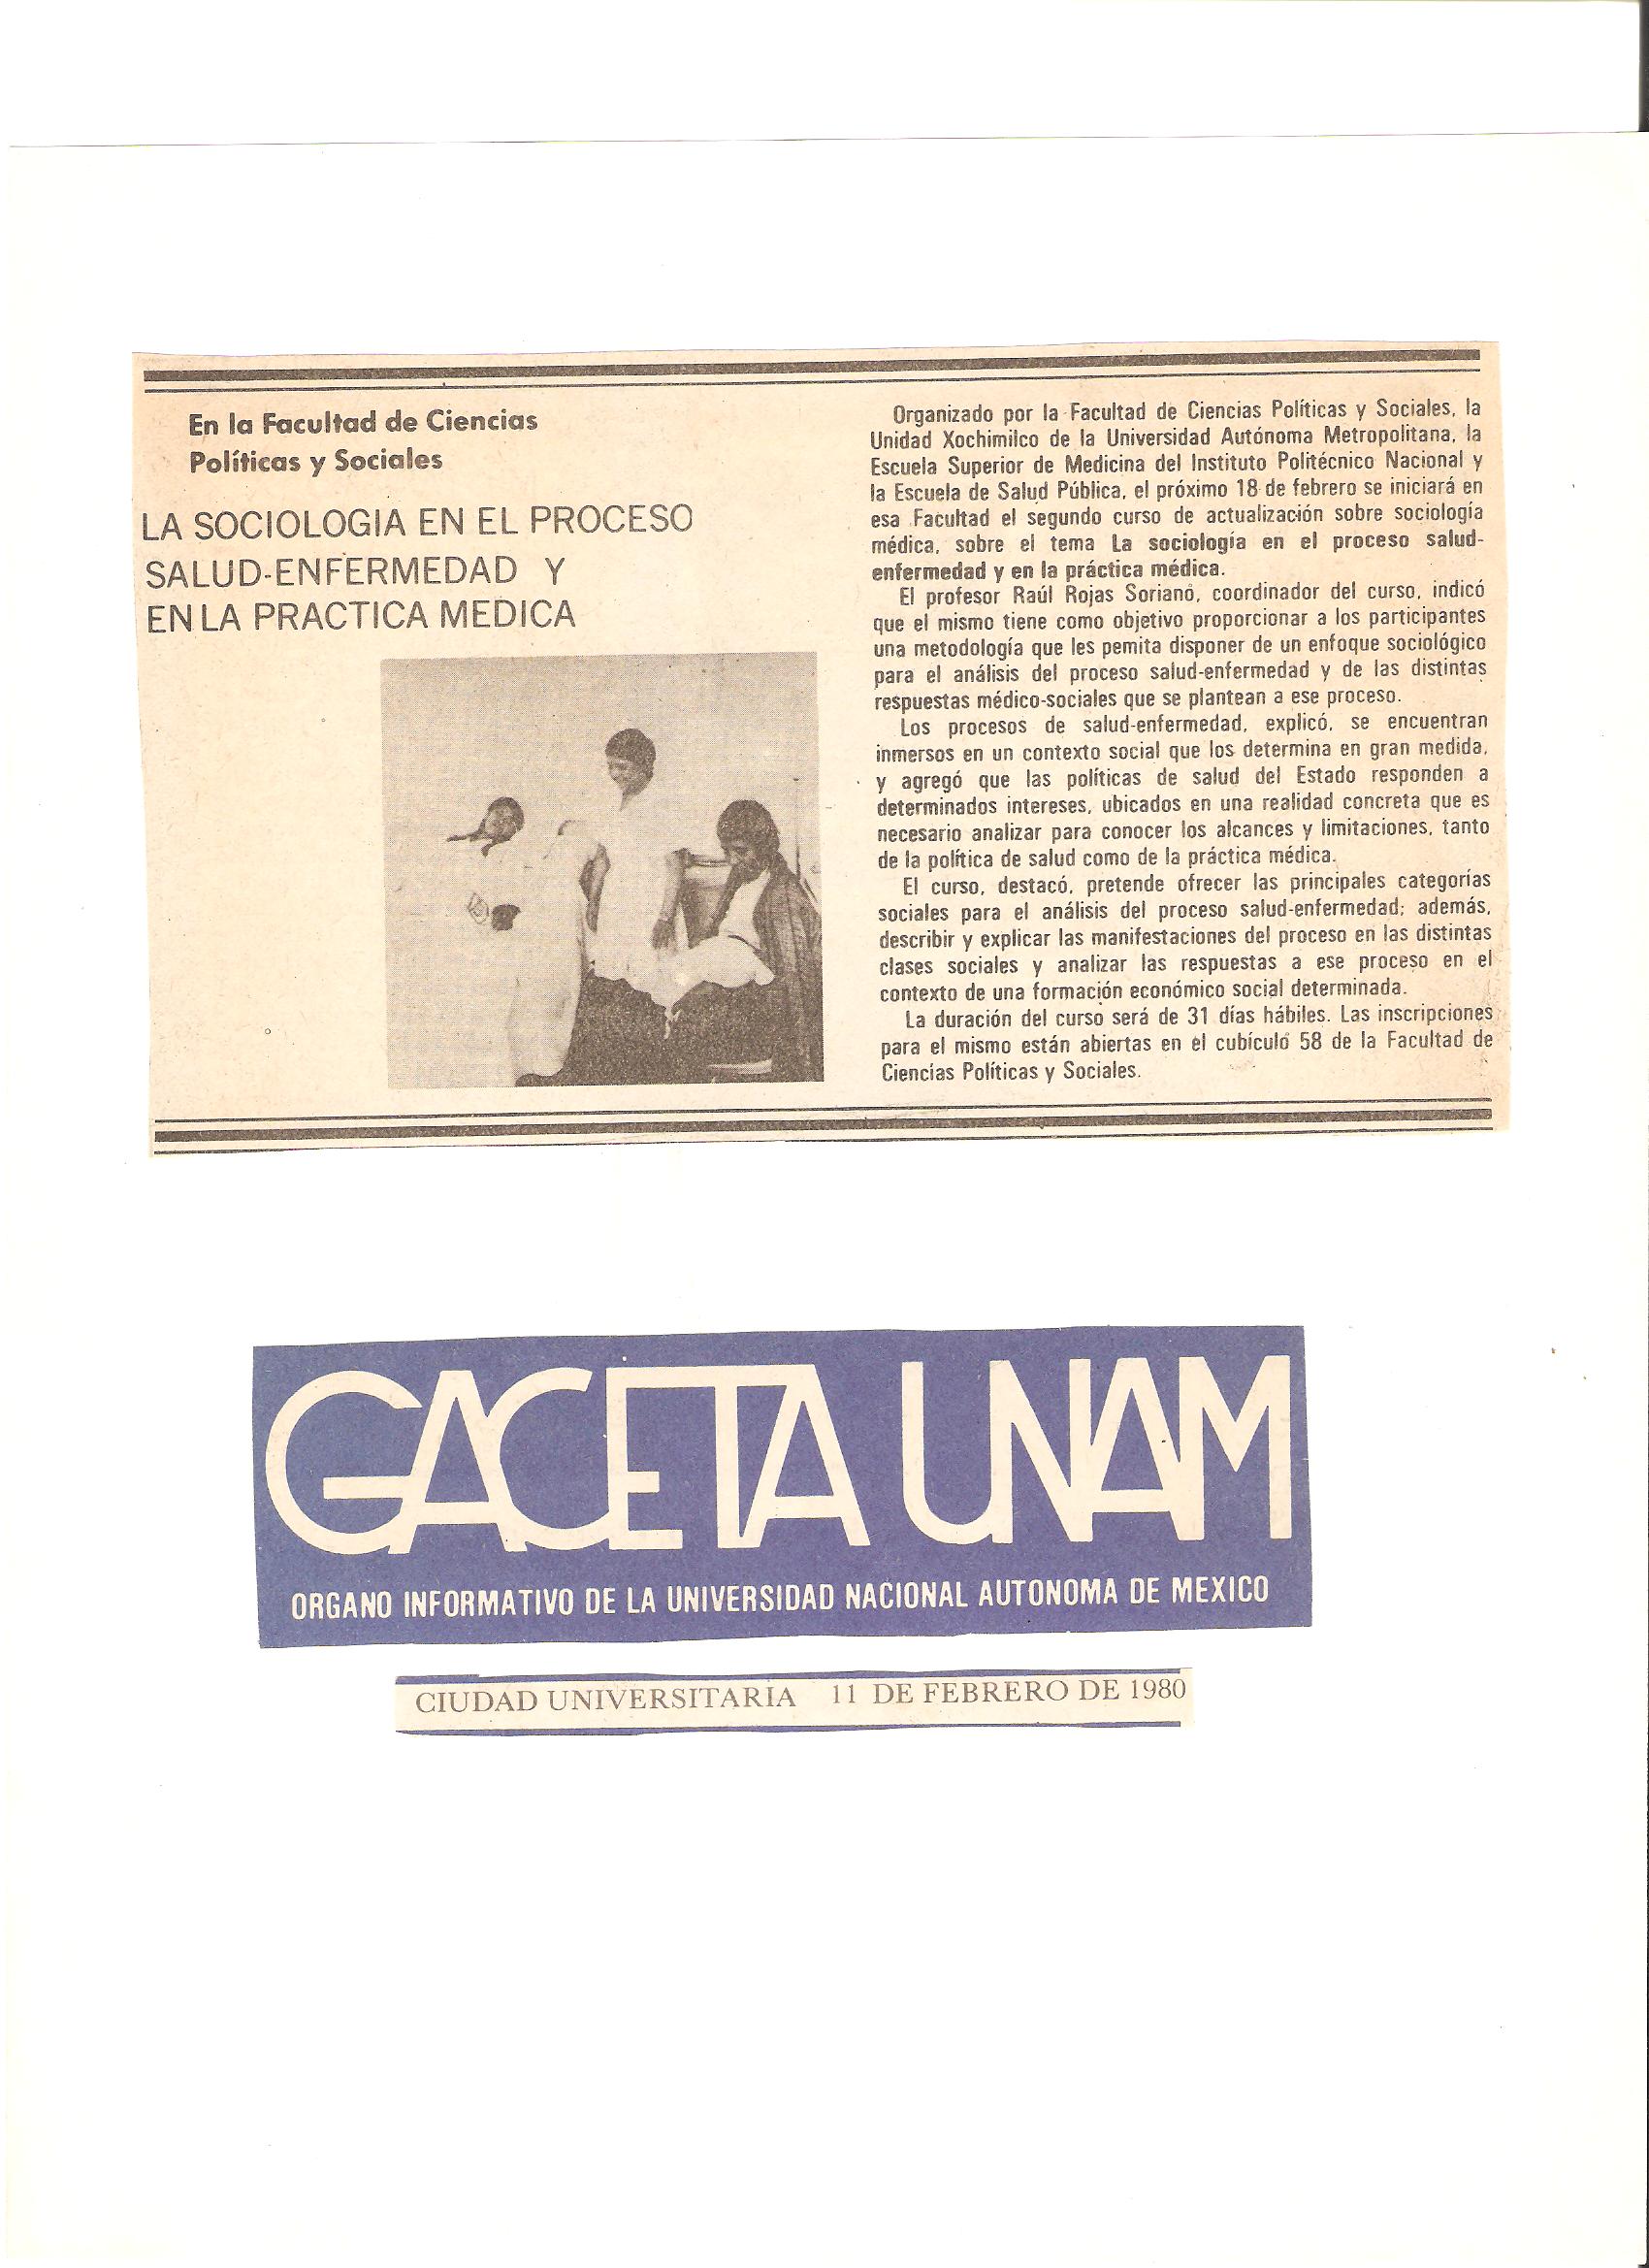 En la Facultad de Ciencias
Políticas y Sociales
LA SOCIOLOGIA EN EL PROCESO
SALUD-ENFERMEDAD Y
EN LA PRACTICA MEDICA
Organizado por la Facultad de Ciencias Políticas y Sociales, la
Unidad Xochimilco de la Universidad Autónoma Metropolitana, la
Escuela Superior de Medicina del Instituto Politécnico Nacional y
la Escuela de Salud Pública, el próximo 18 de febrero se iniciará en
esa Facultad el segundo curso de actualización sobre sociología
médica, sobre el tema La sociología en el proceso salud-
enfermedad y en la práctica médica.
El profesor Raúl Rojas Soriano, coordinador del curso, indicó
que el mismo tiene como objetivo proporcionar a los participantes
una metodología que les pemita disponer de un enfoque sociológico
para el análisis del proceso salud-enfermedad y de las distintas
respuestas médico-sociales que se plantean a ese proceso.
Los procesos de salud-enfermedad, explicó, se encuentran
inmersos en un contexto social que los determina en gran medida,
y agregó que las políticas de salud del Estado responden a
determinados intereses, ubicados en una realidad concreta que es
necesario analizar para conocer los alcances y limitaciones, tanto
de la política de salud como de la práctica médica.
El curso, destacó, pretende ofrecer las principales categorías
sociales para el análisis del proceso salud-enfermedad; además,
describir y explicar las manifestaciones del proceso en las distintas
clases sociales y analizar las respuestas a ese proceso en el
contexto de una formación económico social determinada.
La duración del curso será de 31 días hábiles. Las inscripciones
para el mismo están abiertas en el cubículo 58 de la Facultad de
Ciencias Políticas y Sociales.
GACETA UNAM
ORGANO INFORMATIVO DE LA UNIVERSIDAD NACIONAL AUTONOMA DE MEXICO
CIUDAD UNIVERSITARIA 11 DE FEBRERO DE 1980